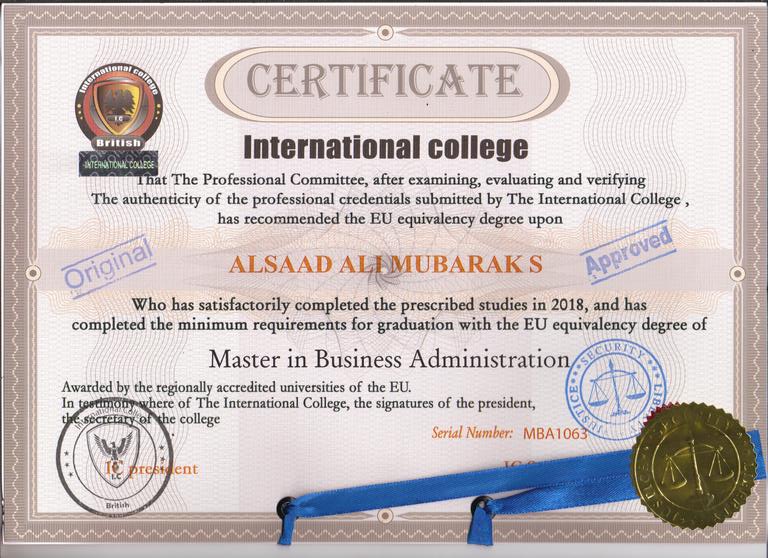 CERTIFICATE
International college
I.C
British
INTERNATIONAL COLLEGE
International college
That The Professional Committee, after examining, evaluating and verifying
The authenticity of the professional credentials submitted by The International College ,
has recommended the EU equivalency degree upon
Original
Approved
ALSAAD ALI MUBARAK S
Who has satisfactorily completed the prescribed studies in 2018, and has
completed the minimum requirements for graduation with the EU equivalency degree of
Master in Business Administration
Awarded by the regionally accredited universities of the EU.
In testimony where of The International College, the signatures of the president,
the secretary of the college
SECURITY
JUSTICE
Serial Number: MBA1063
International College
I.C
British
IC president
IC